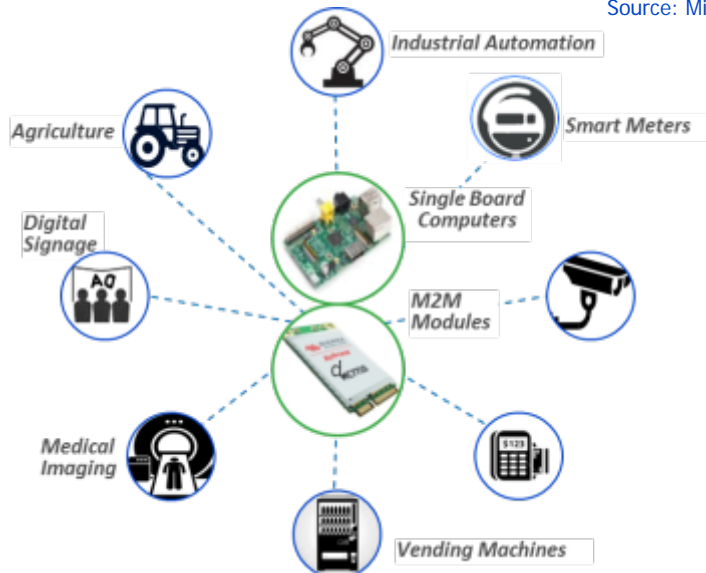 Source: Mi
Industrial Automation
Agriculture
Smart Meters
Single Board
Computers
Digital
Signage
AD
M2M
Modules
$123
Medical
Imaging
Vending Machines